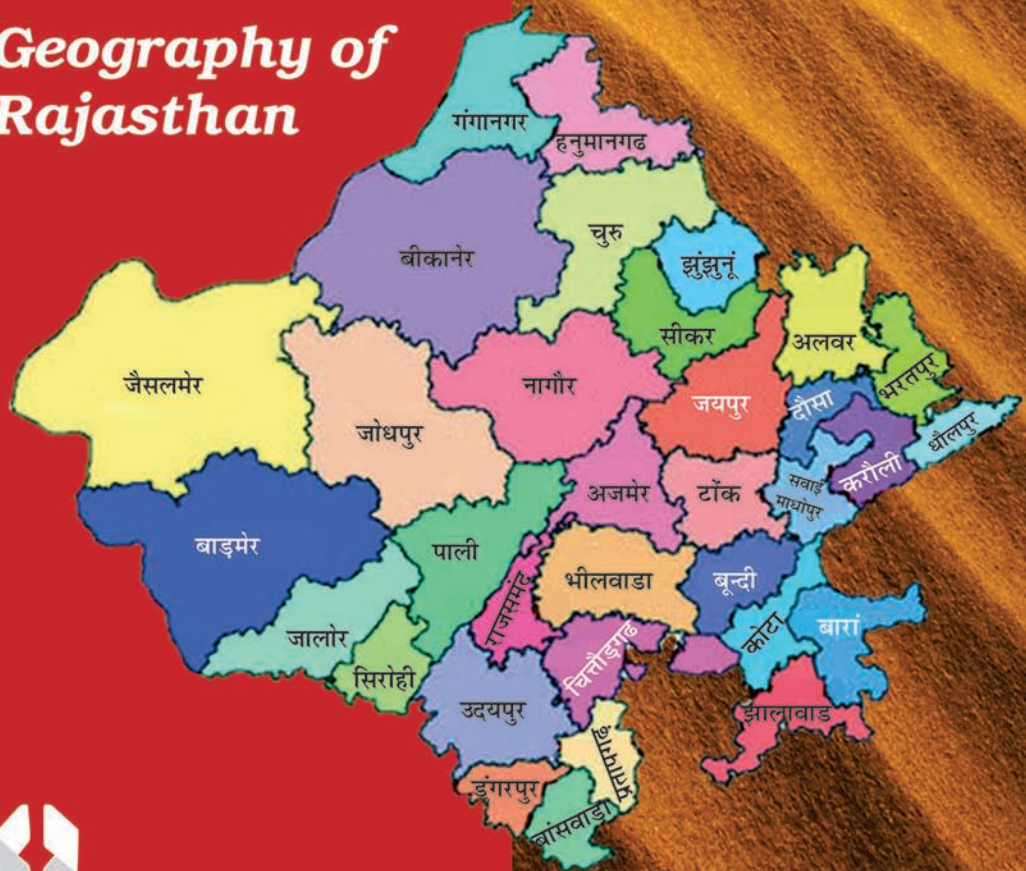 Geography of
Rajasthan
गंगानगर
हनुमानगढ
बीकानेर
चुरु
झुंझुनूं
सीकर
अलवर
भरतपुर
जैसलमेर
नागौर
जयपुर
दौसा
धौलपुर
जोधपुर
करौली
अजमेर
टोंक
सवाई
माधोपुर
बाड़मेर
पाली
राजसमंद
भीलवाडा
बून्दी
कोटा
बारां
जालोर
सिरोही
चित्तौड़गढ
उदयपुर
झालावाड
प्रतापगढ़
डूंगरपुर
बांसवाड़ा